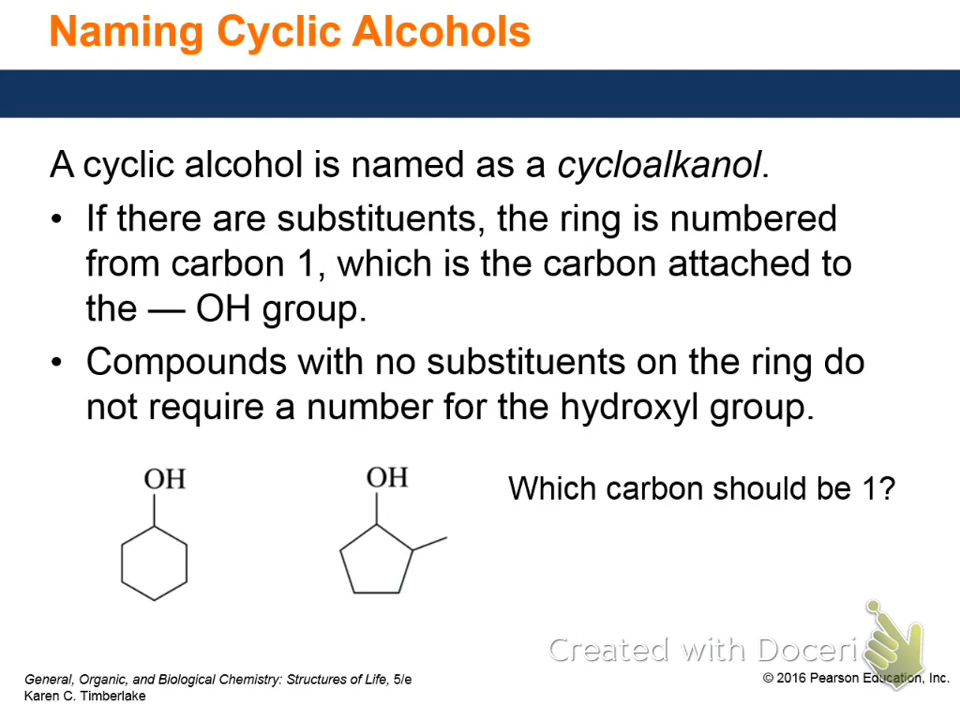 Naming Cyclic Alcohols
A cyclic alcohol is named as a cycloalkanol.
• If there are substituents, the ring is numbered
from carbon 1, which is the carbon attached to
the — OH group.
• Compounds with no substituents on the ring do
not require a number for the hydroxyl group.
OH OH Which carbon should be 1?
Created with Doceri
General, Organic, and Biological Chemistry: Structures of Life, 5/e © 2016 Pearson Education, Inc.
Karen C. Timberlake